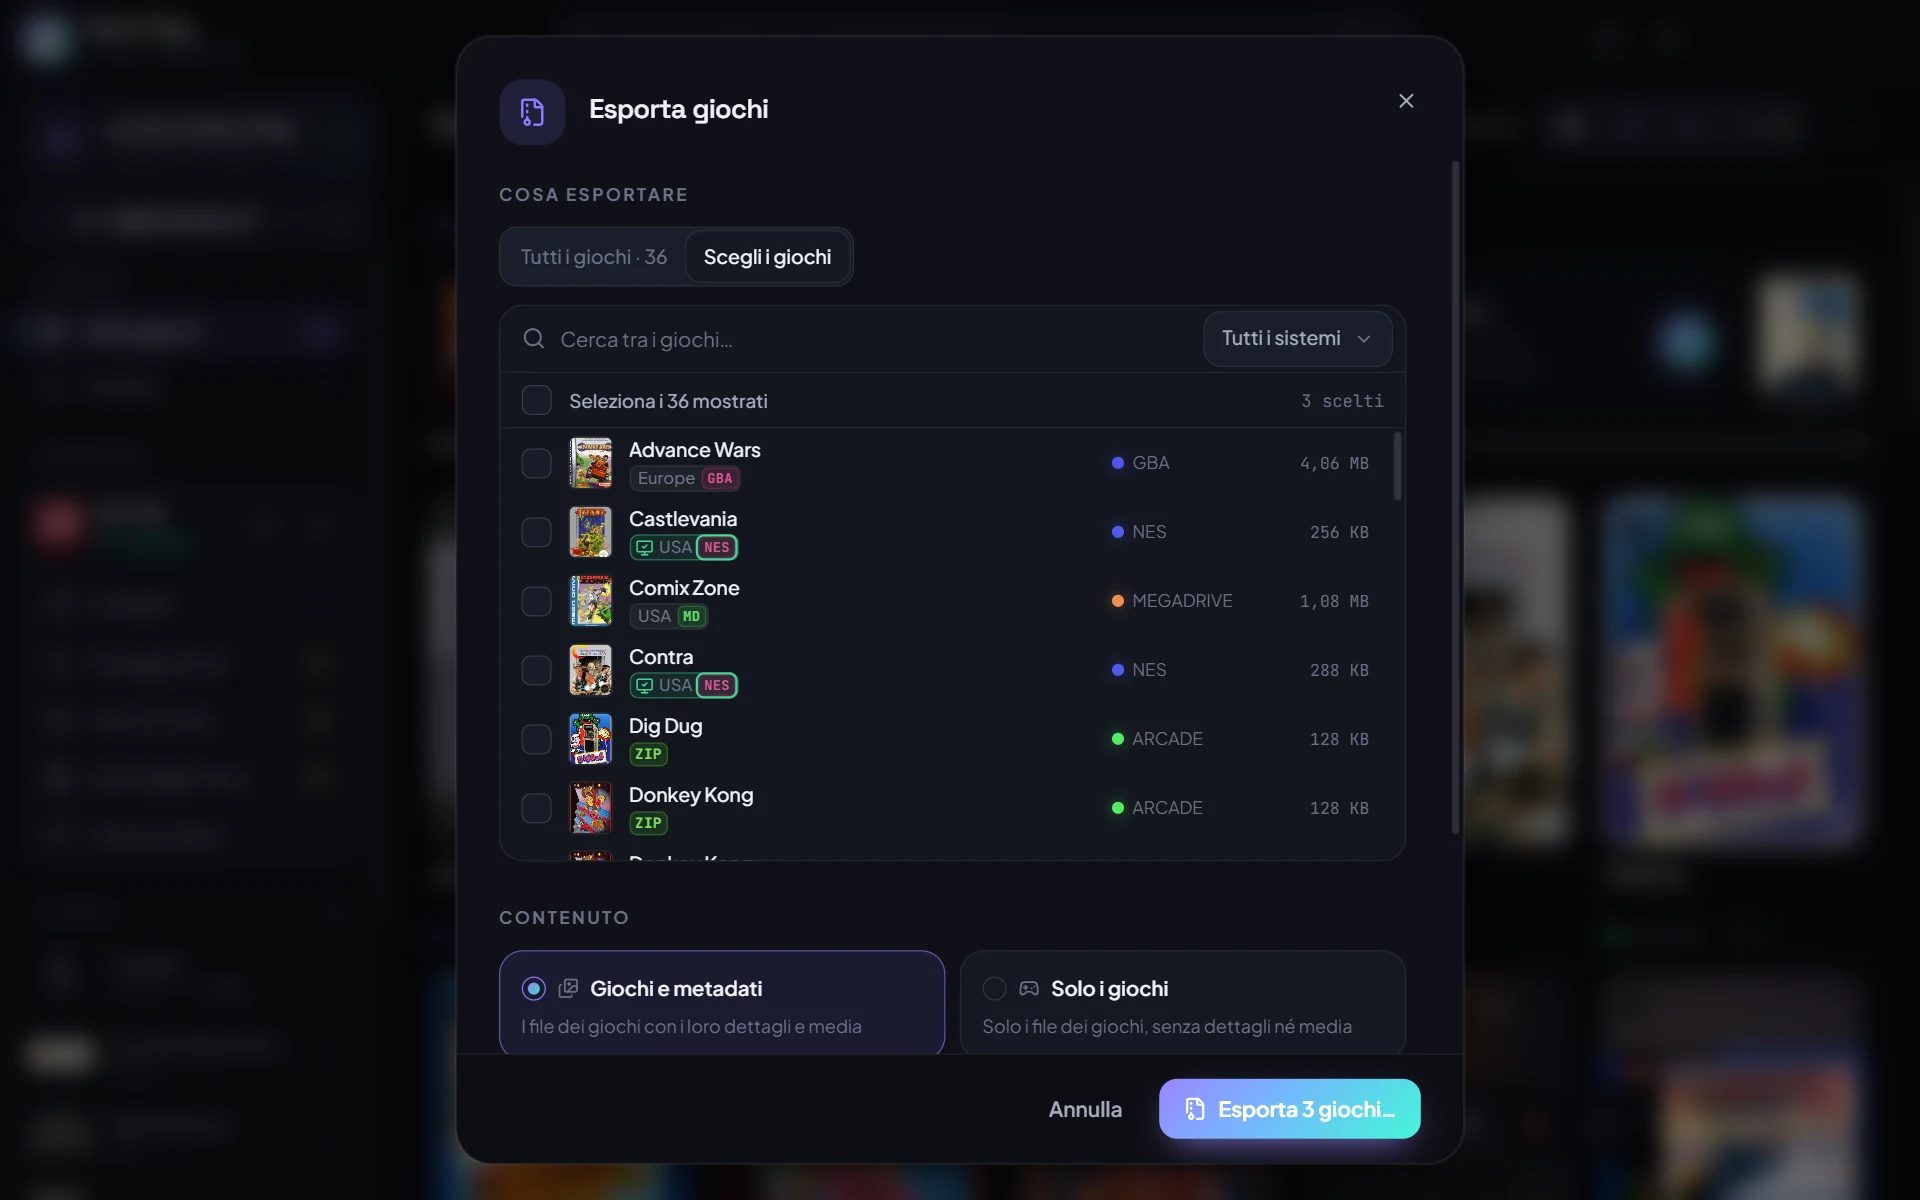 Esporta giochi
COSA ESPORTARE
Tutti i giochi · 36
Scegli i giochi
Cerca tra i giochi…
Tutti i sistemi
Seleziona i 36 mostrati
3 scelti
Advance Wars
Europe GBA
GBA
4,06 MB
Castlevania
USA NES
NES
256 KB
Comix Zone
USA MD
MEGADRIVE
1,08 MB
Contra
USA NES
NES
288 KB
Dig Dug
ZIP
ARCADE
128 KB
Donkey Kong
ZIP
ARCADE
128 KB
Donkey Kong
CONTENUTO
Giochi e metadati
I file dei giochi con i loro dettagli e media
Solo i giochi
Solo i file dei giochi, senza dettagli né media
Annulla
Esporta 3 giochi…